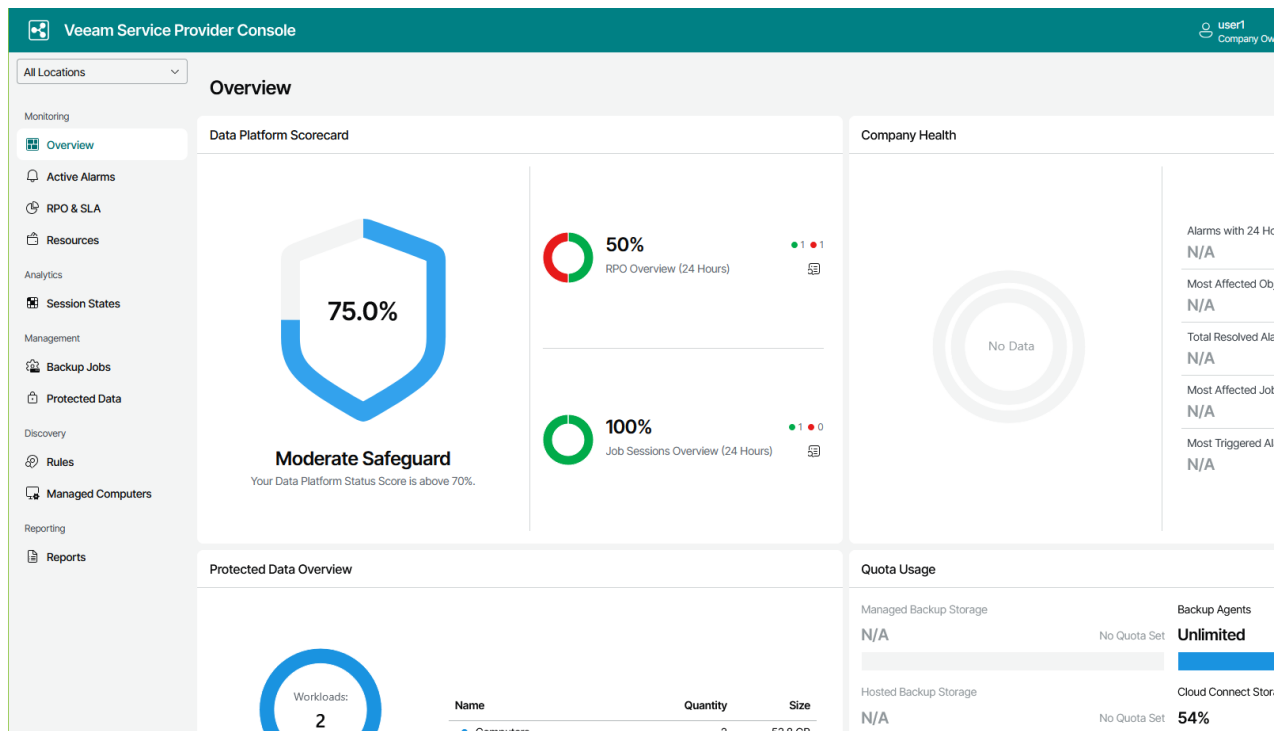 Veeam Service Provider Console
user1
Company Ow
All Locations
Overview
Monitoring
Overview
Active Alarms
RPO & SLA
Resources
Analytics
Session States
Management
Backup Jobs
Protected Data
Discovery
Rules
Managed Computers
Reporting
Reports
Data Platform Scorecard
75.0%
Moderate Safeguard
Your Data Platform Status Score is above 70%.
50%
1 1
RPO Overview (24 Hours)
100%
1 0
Job Sessions Overview (24 Hours)
Company Health
No Data
Alarms with 24 Ho
N/A
Most Affected Obj
N/A
Total Resolved Ala
N/A
Most Affected Job
N/A
Most Triggered Al
N/A
Protected Data Overview
Workloads:
2
Name Quantity Size
Computers 2 52.8 GB
Quota Usage
Managed Backup Storage
N/A No Quota Set
Backup Agents
Unlimited
Hosted Backup Storage
N/A No Quota Set
Cloud Connect Stora
54%